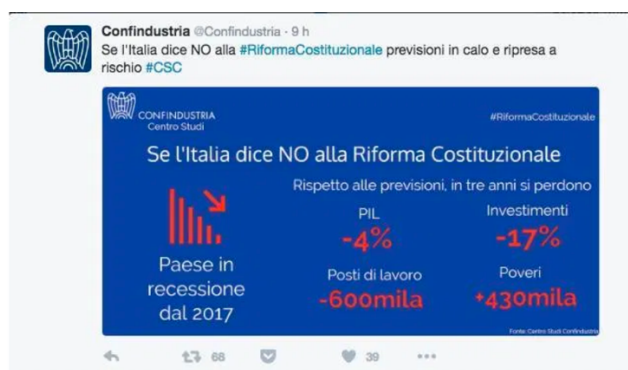 Confindustria @Confindustria · 9 h
Se l'Italia dice NO alla #RiformaCostituzionale previsioni in calo e ripresa a
rischio #CSC
CONFINDUSTRIA
Centro Studi
#RiformaCostituzionale
Se l'Italia dice NO alla Riforma Costituzionale
Rispetto alle previsioni, in tre anni si perdono
PIL
-4%
Investimenti
-17%
Paese in
recessione
dal 2017
Posti di lavoro
-600mila
Poveri
+430mila
Fonte: Centro Studi Confindustria
68
39